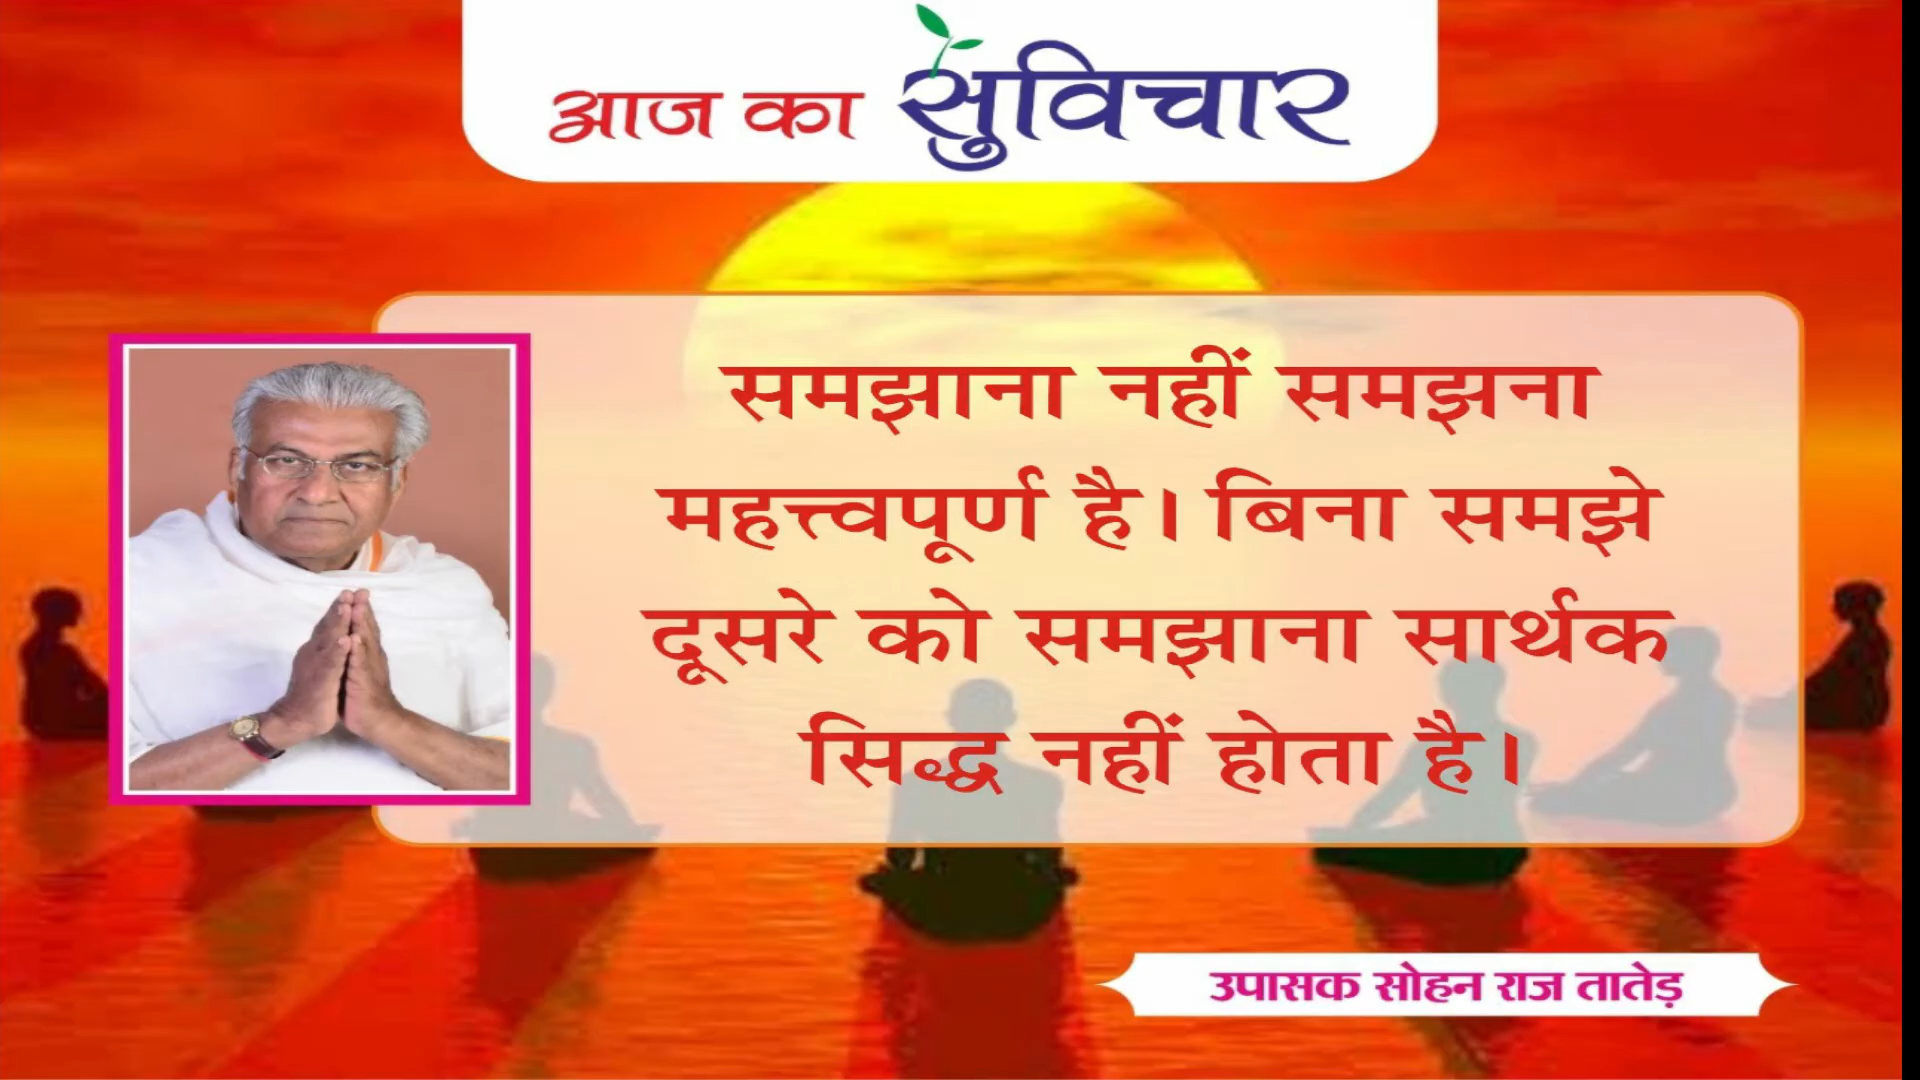 आज का सुविचार
समझाना नहीं समझना
महत्त्वपूर्ण है। बिना समझे
दूसरे को समझाना सार्थक
सिद्ध नहीं होता है।
उपासक सोहन राज तातेड़